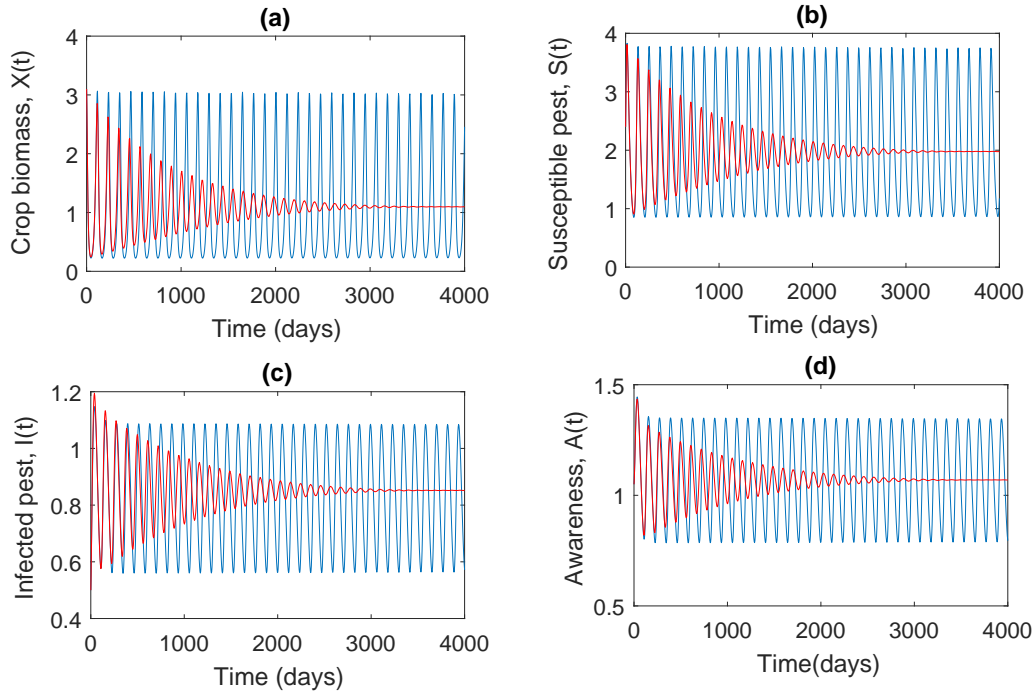 (a)
Crop biomass, X(t)
4
3
2
1
0
0 1000 2000 3000 4000
Time (days)
(b)
Susceptible pest, S(t)
4
3
2
1
0
0 1000 2000 3000 4000
Time (days)
(c)
Infected pest, I(t)
1.2
1
0.8
0.6
0.4
0 1000 2000 3000 4000
Time (days)
(d)
Awareness, A(t)
1.5
1
0.5
0 1000 2000 3000 4000
Time(days)